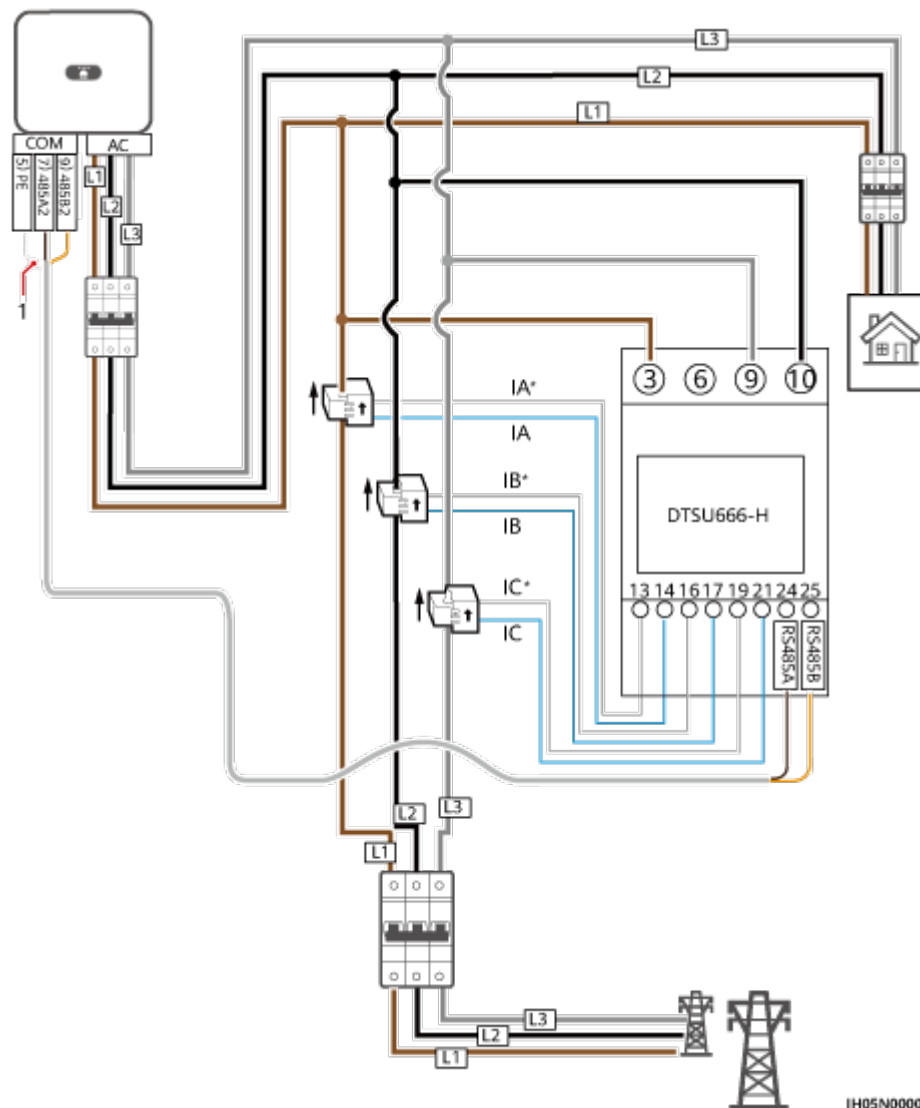 L3
L2
L1
COM
AC
5) PE
7) 485A2
9) 485B2
L1
L2
L3
1
3
6
9
10
IA*
IA
IB*
IB
DTSU666-H
IC*
IC
13 14 16 17 19 21 24 25
RS485A
RS485B
L3
L2
L1
L3
L2
L1
IH05N0000